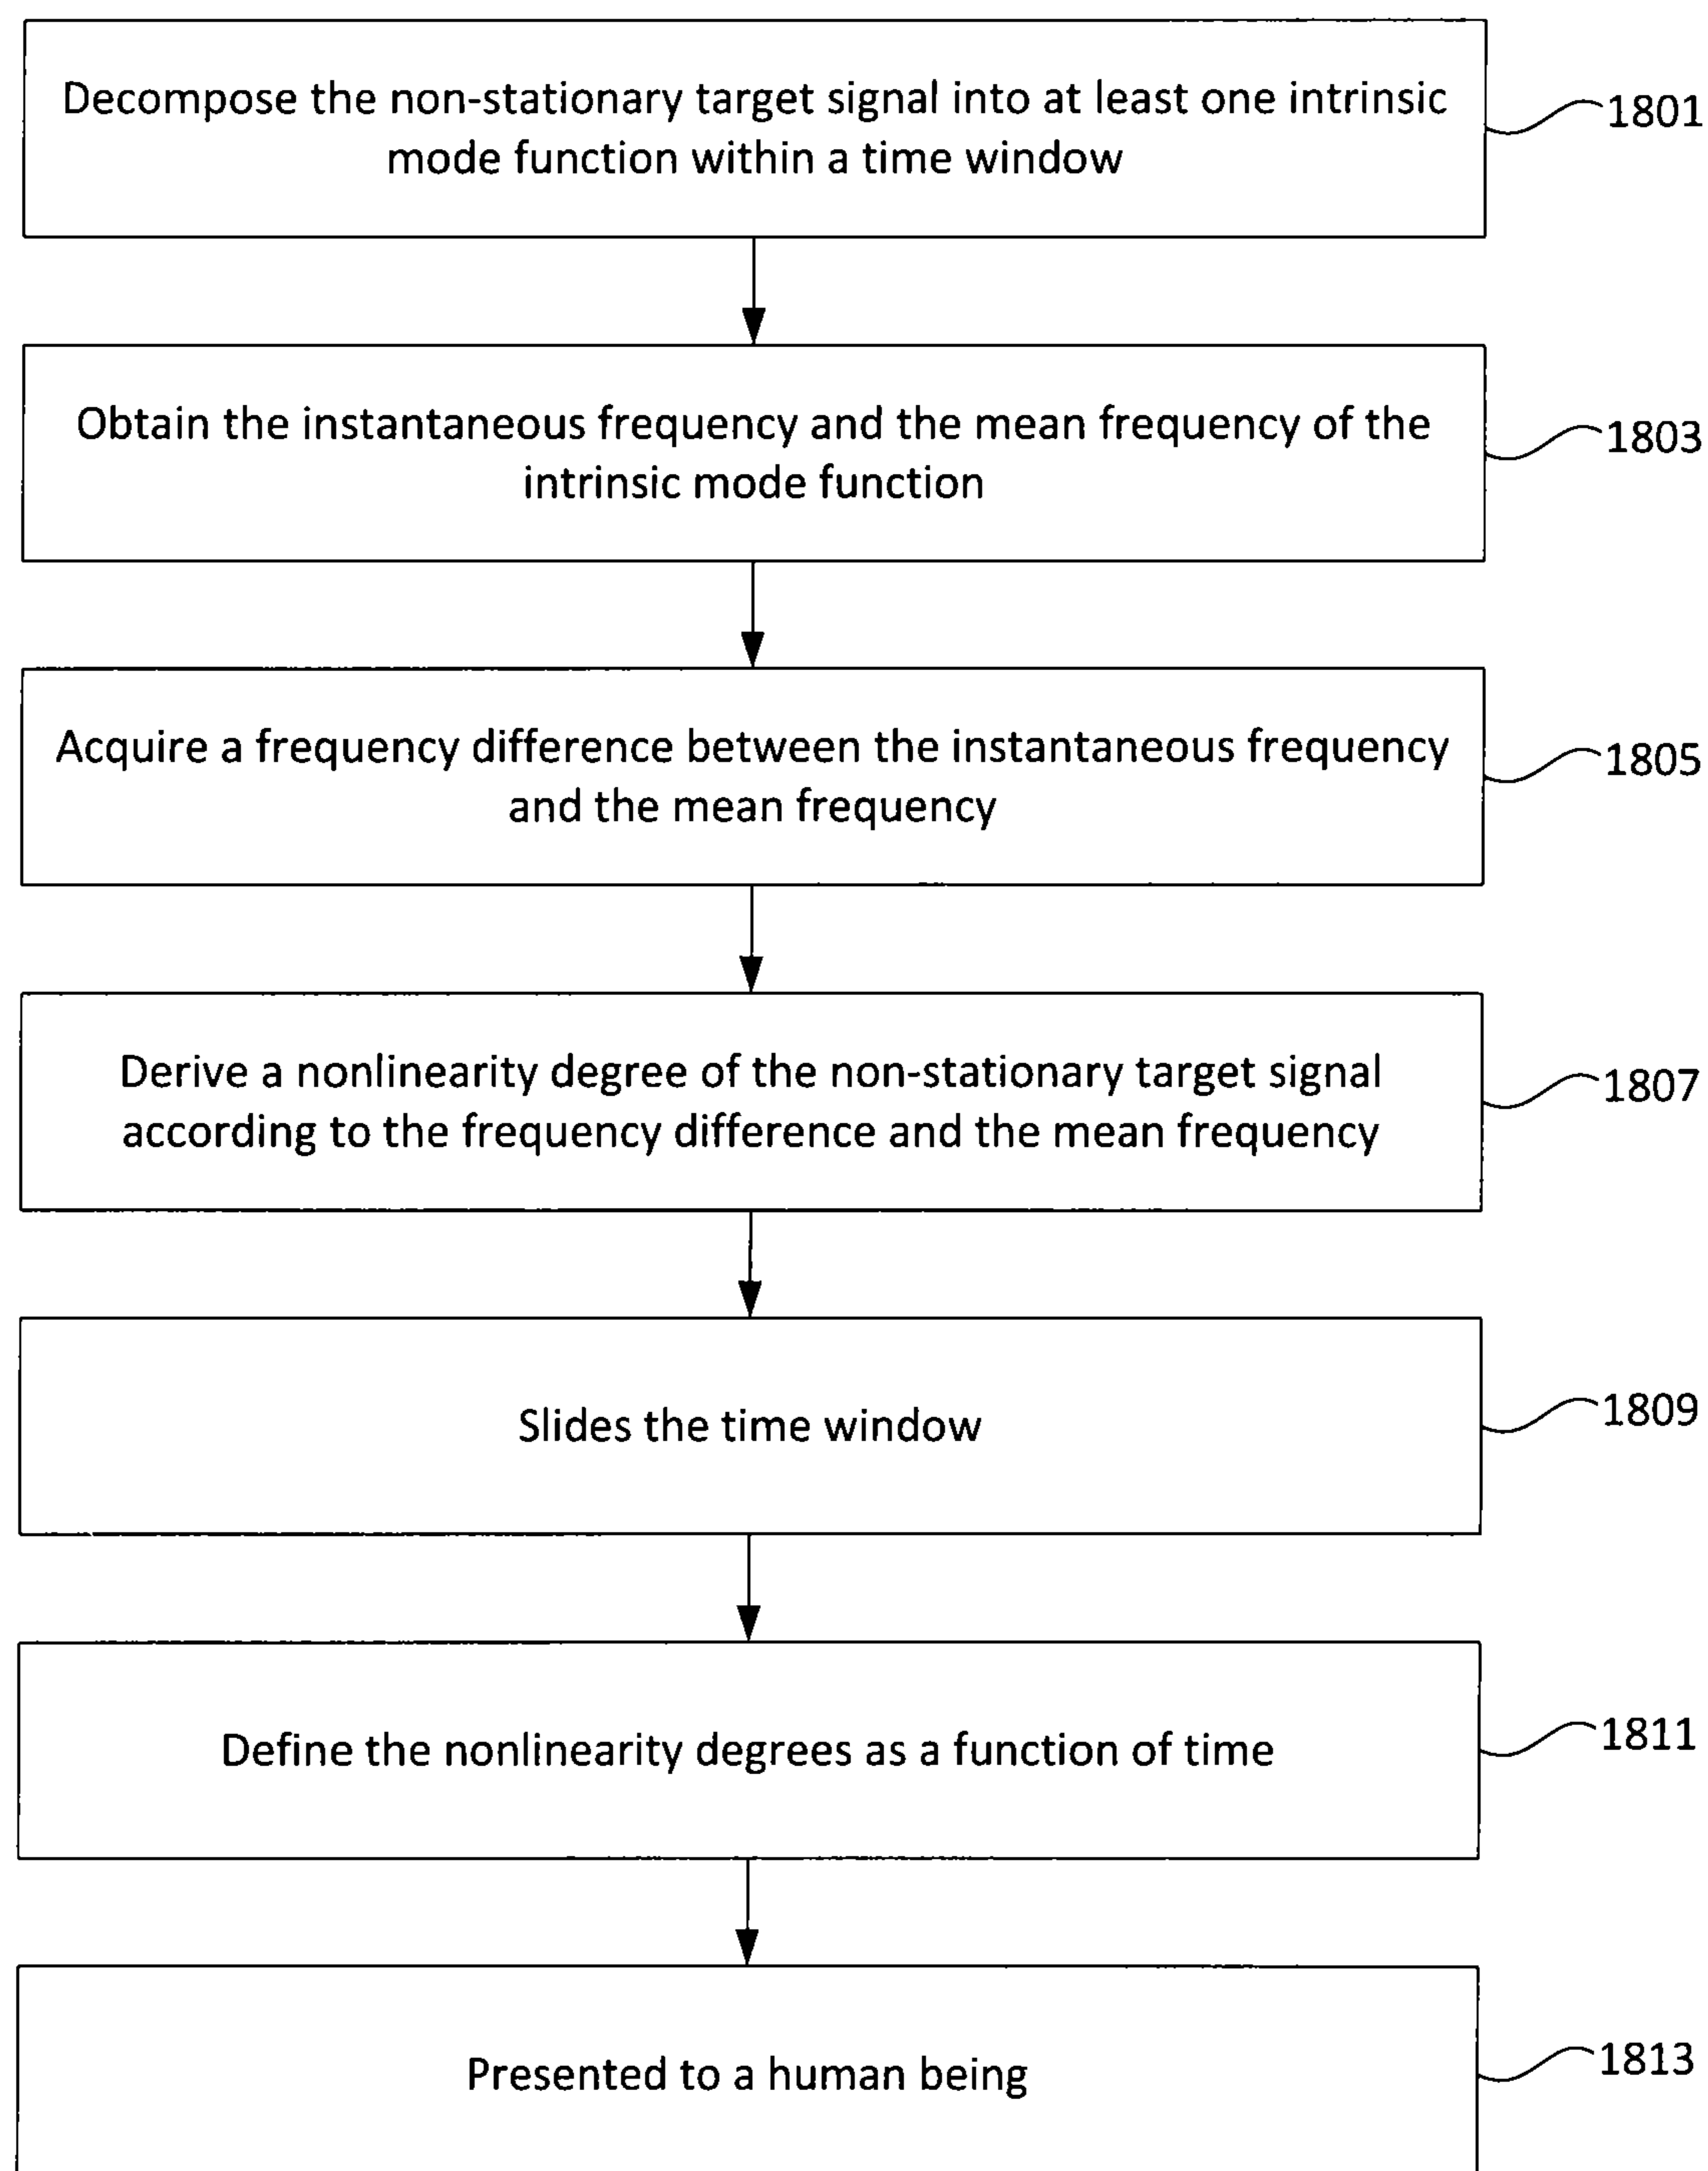 Decompose the non-stationary target signal into at least one intrinsic
mode function within a time window
1801
Obtain the instantaneous frequency and the mean frequency of the
intrinsic mode function
1803
Acquire a frequency difference between the instantaneous frequency
and the mean frequency
1805
Derive a nonlinearity degree of the non-stationary target signal
according to the frequency difference and the mean frequency
1807
Slides the time window
1809
Define the nonlinearity degrees as a function of time
1811
Presented to a human being
1813